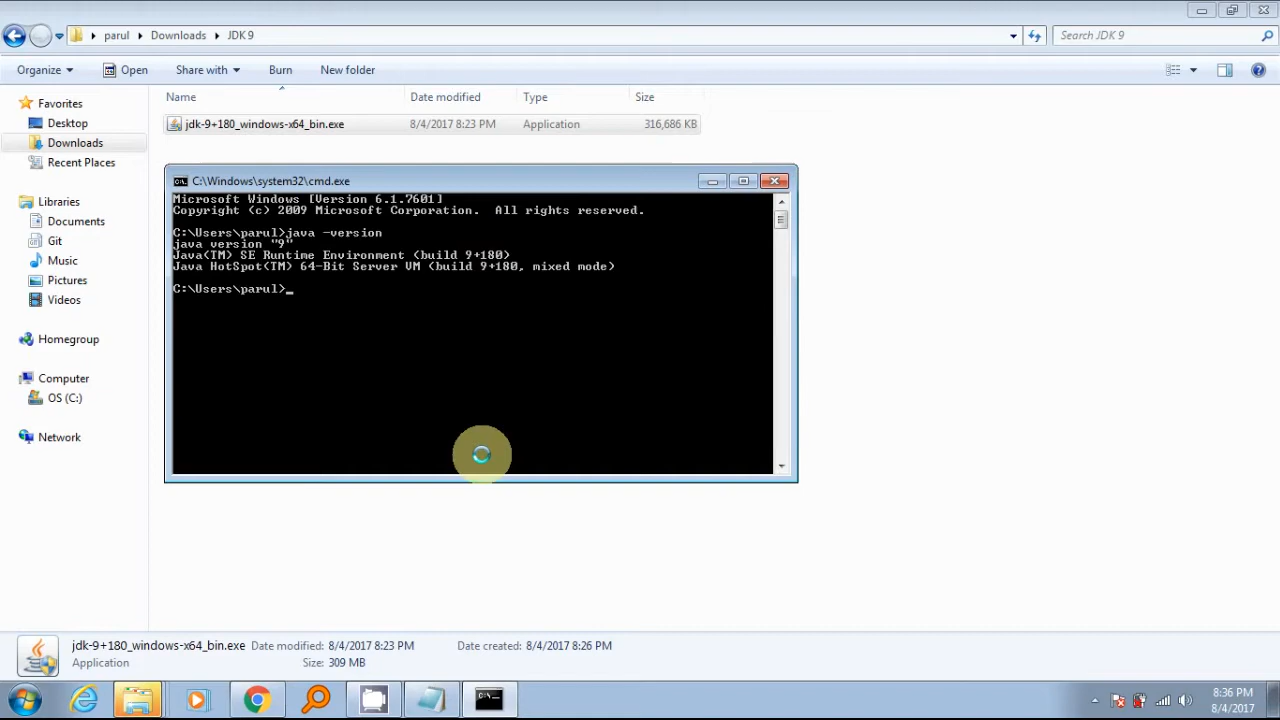 parul Downloads JDK 9 Search JDK 9
Organize Open Share with Burn New folder
Name Date modified Type Size
Favorites
Desktop
Downloads
Recent Places
Libraries
Documents
Git
Music
Pictures
Videos
Homegroup
Computer
OS (C:)
Network
jdk-9+180_windows-x64_bin.exe 8/4/2017 8:23 PM Application 316,686 KB
C:\Windows\system32\cmd.exe
Microsoft Windows [Version 6.1.7601]
Copyright (c) 2009 Microsoft Corporation. All rights reserved.
C:\Users\parul>java -version
java version "9"
Java(TM) SE Runtime Environment (build 9+180)
Java HotSpot(TM) 64-Bit Server VM (build 9+180, mixed mode)
C:\Users\parul>_
jdk-9+180_windows-x64_bin.exe Date modified: 8/4/2017 8:23 PM Date created: 8/4/2017 8:26 PM
Application Size: 309 MB
8:36 PM
8/4/2017